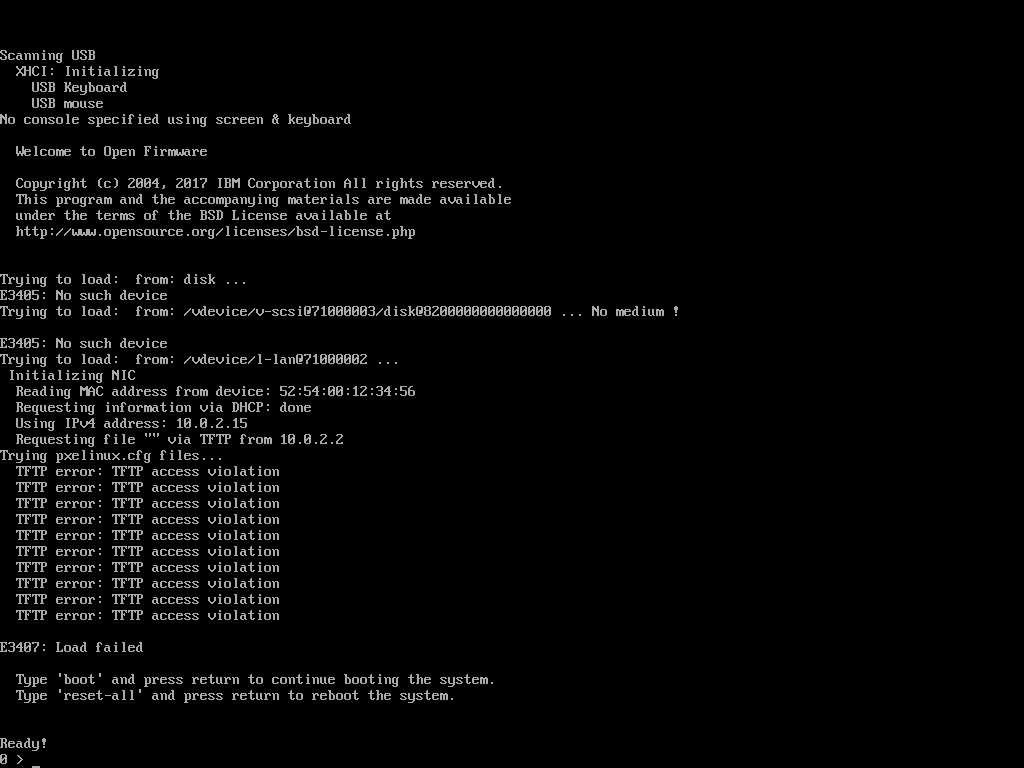 Scanning USB
XHCI: Initializing
USB Keyboard
USB mouse
No console specified using screen & keyboard
Welcome to Open Firmware
Copyright (c) 2004, 2017 IBM Corporation All rights reserved.
This program and the accompanying materials are made available
under the terms of the BSD License available at
http://www.opensource.org/licenses/bsd-license.php
Trying to load:  from: disk ...
E3405: No such device
Trying to load:  from: /vdevice/v-scsi@71000003/disk@8200000000000000 ... No medium !
E3405: No such device
Trying to load:  from: /vdevice/l-lan@71000002 ...
Initializing NIC
Reading MAC address from device: 52:54:00:12:34:56
Requesting information via DHCP: done
Using IPv4 address: 10.0.2.15
Requesting file "" via TFTP from 10.0.2.2
Trying pxelinux.cfg files...
TFTP error: TFTP access violation
TFTP error: TFTP access violation
TFTP error: TFTP access violation
TFTP error: TFTP access violation
TFTP error: TFTP access violation
TFTP error: TFTP access violation
TFTP error: TFTP access violation
TFTP error: TFTP access violation
TFTP error: TFTP access violation
TFTP error: TFTP access violation
E3407: Load failed
Type 'boot' and press return to continue booting the system.
Type 'reset-all' and press return to reboot the system.
Ready!
0 > _